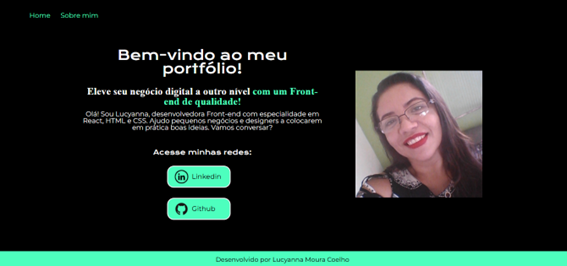 Home Sobre mim
Bem-vindo ao meu
portfólio!
Eleve seu negócio digital a outro nível com um Front-
end de qualidade!
Olá! Sou Lucyanna, desenvolvedora Front-end com especialidade em
React, HTML e CSS. Ajudo pequenos negócios e designers a colocarem
em prática boas ideias. Vamos conversar?
Acesse minhas redes:
Linkedin
Github
Desenvolvido por Lucyanna Moura Coelho